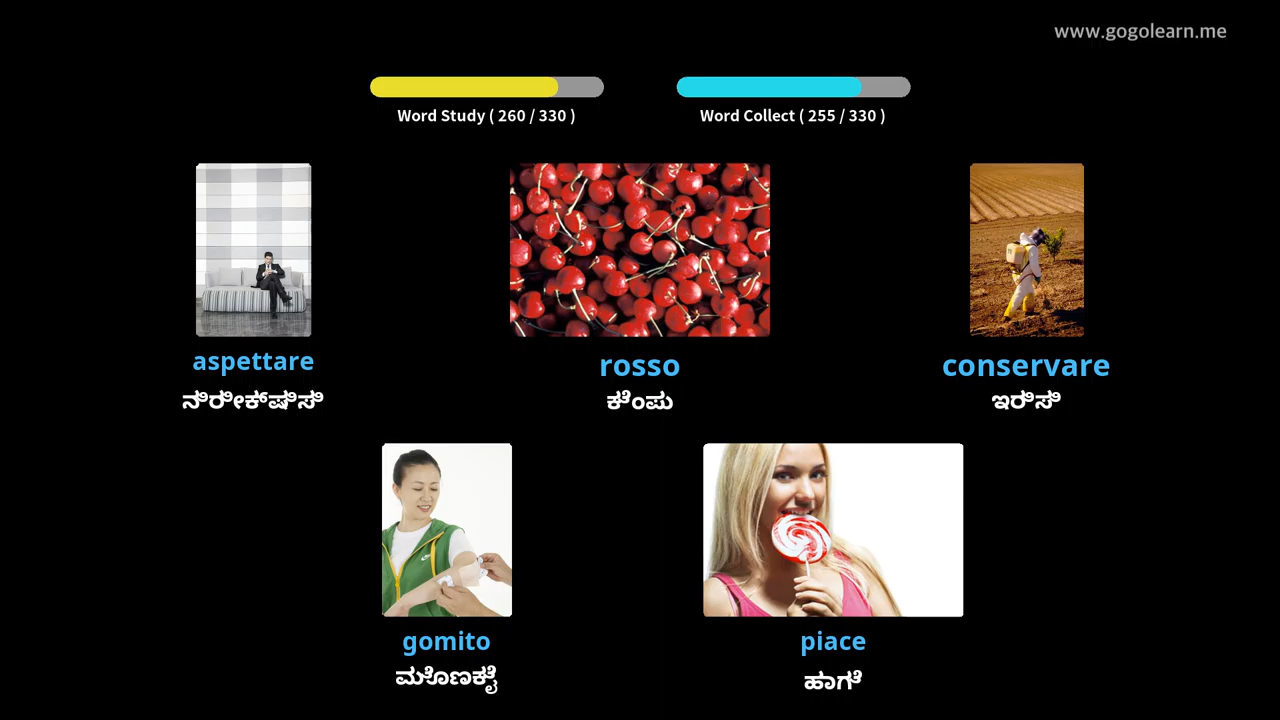 www.gogolearn.me
Word Study ( 260 / 330 )
Word Collect ( 255 / 330 )
aspettare
rosso
conservare
ನಿರೀಕ್ಷಿಸಿ
ಕೆಂಪು
ಇರಿಸಿ
gomito
piace
ಮೊಣಕೈ
ಹಾಗೆ